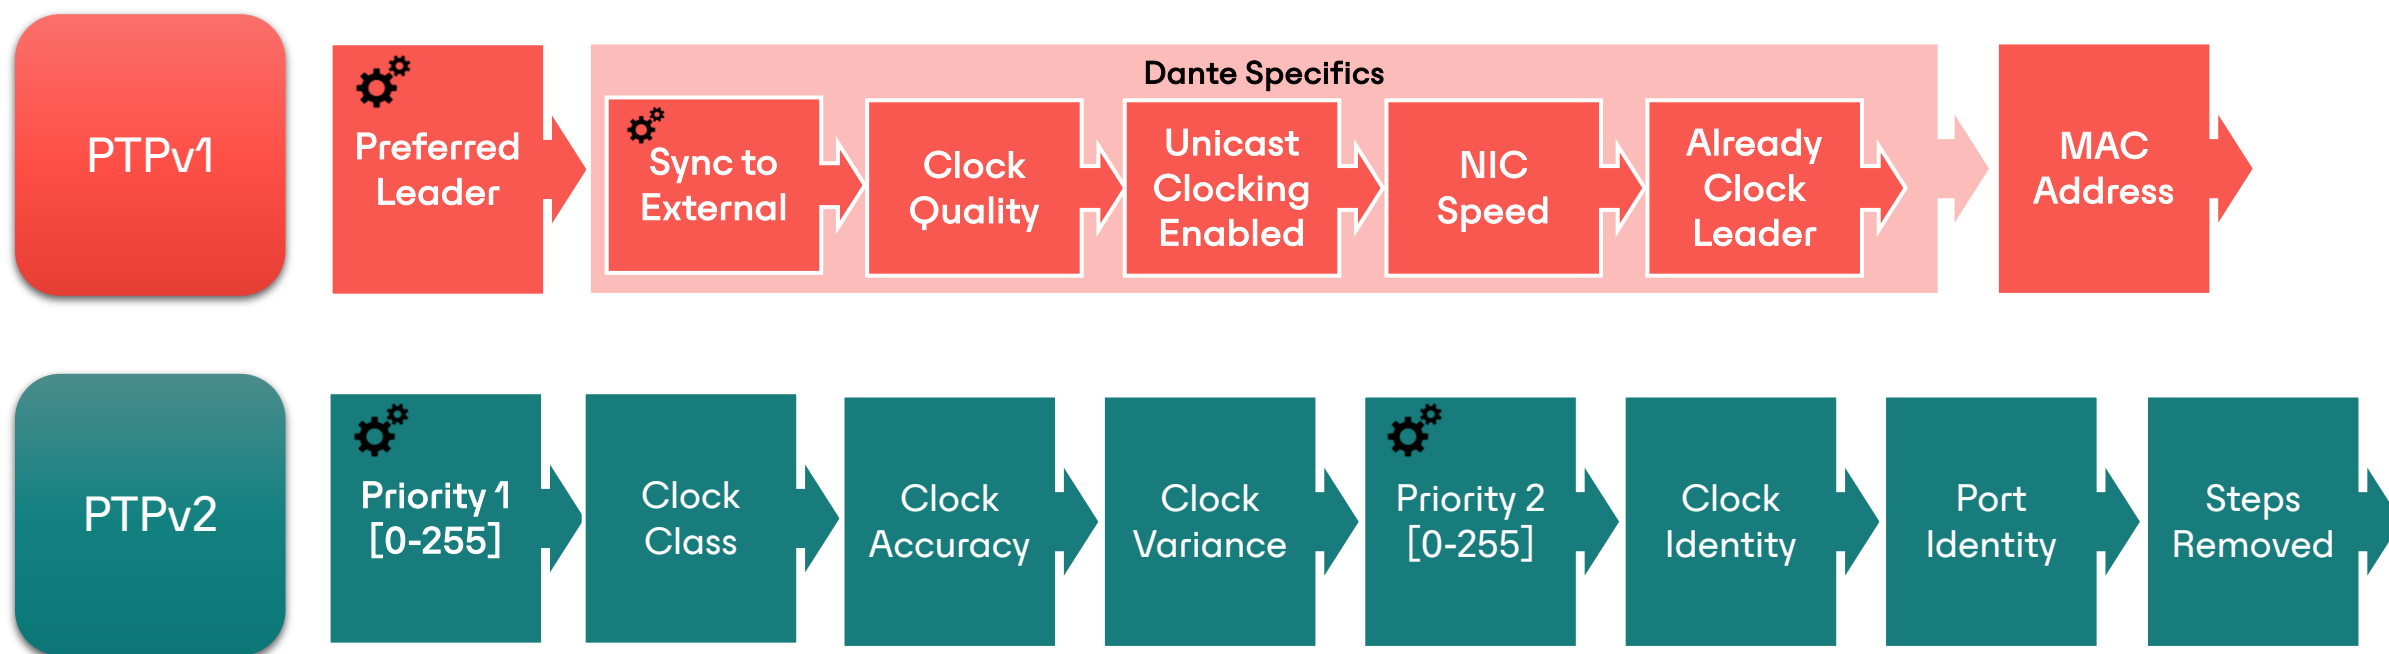 PTPv1
Preferred
Leader
Dante Specifics
Sync to
External
Clock
Quality
Unicast
Clocking
Enabled
NIC
Speed
Already
Clock
Leader
MAC
Address
PTPv2
Priority 1
[0-255]
Clock
Class
Clock
Accuracy
Clock
Variance
Priority 2
[0-255]
Clock
Identity
Port
Identity
Steps
Removed